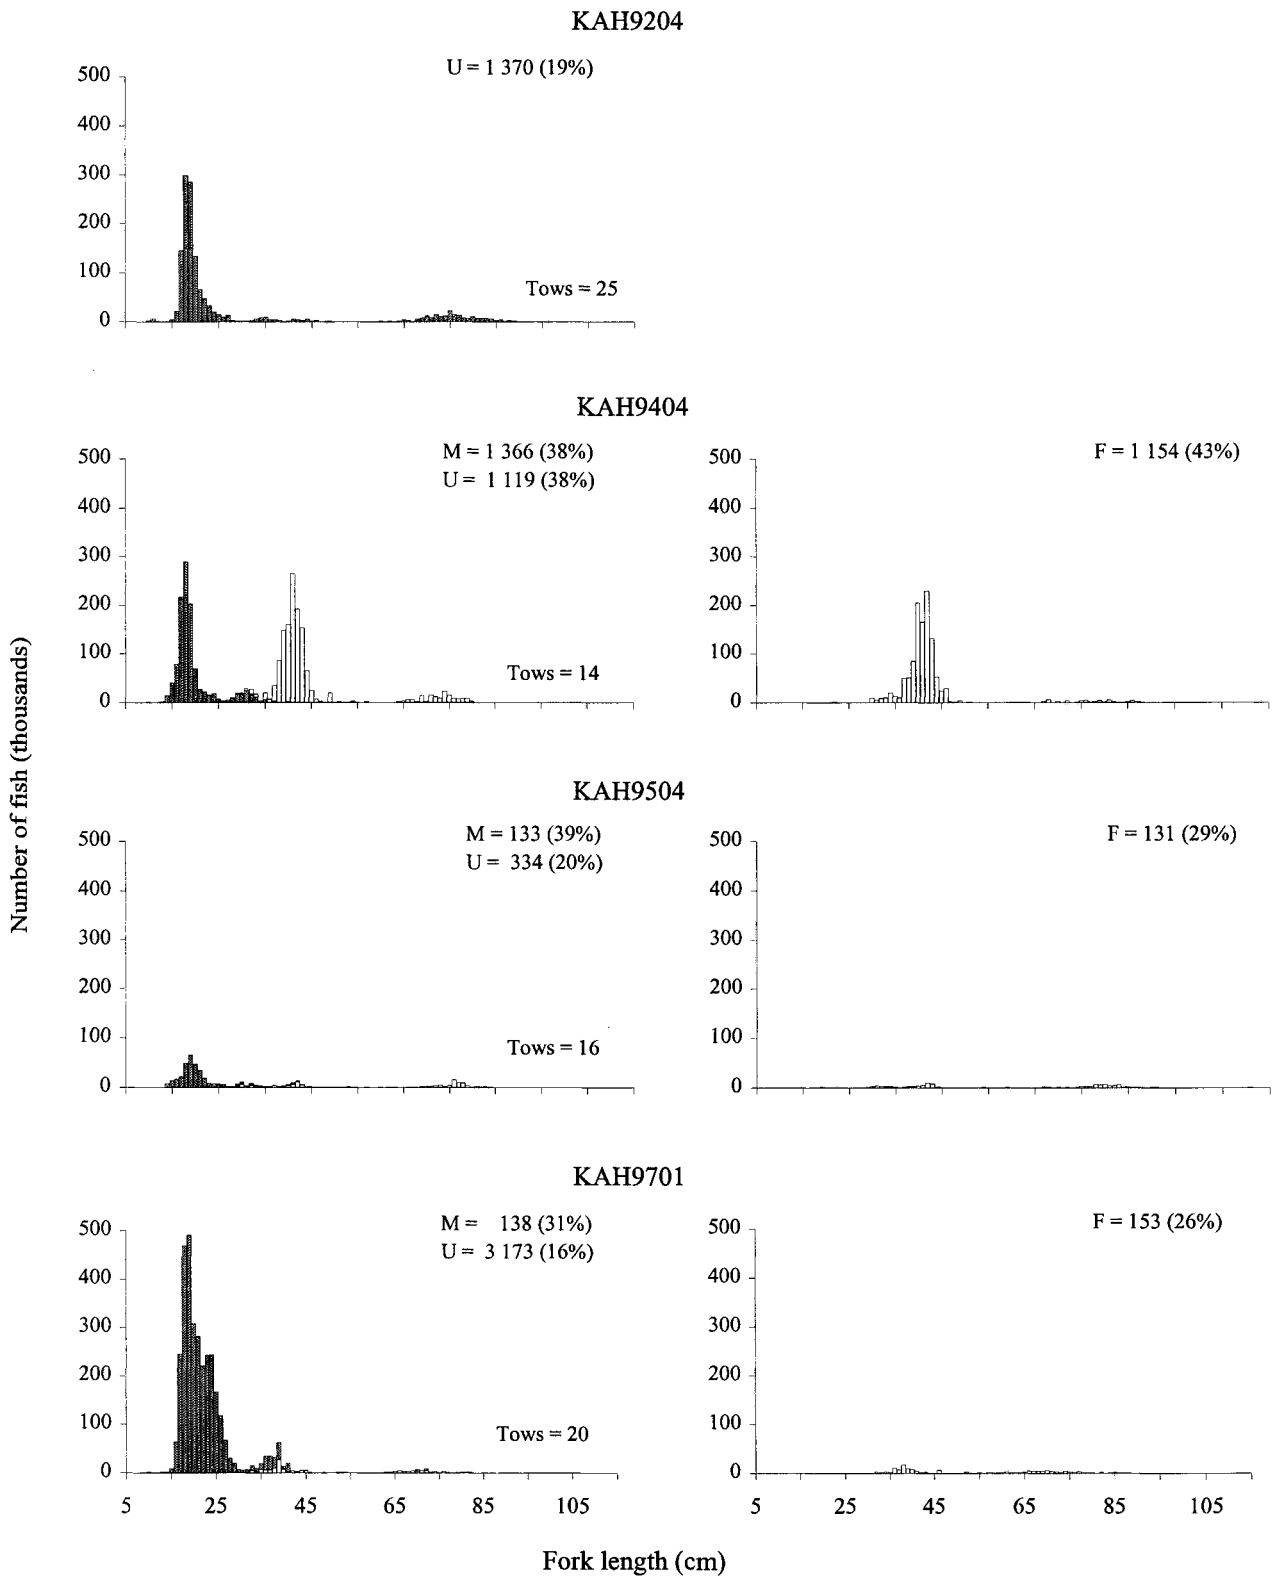 KAH9204
U = 1 370 (19%)
500
400
300
200
100
0
Tows = 25
KAH9404
M = 1 366 (38%)
U = 1 119 (38%)
500
400
300
200
100
0
Tows = 14
F = 1 154 (43%)
500
400
300
200
100
0
Number of fish (thousands)
KAH9504
M = 133 (39%)
U = 334 (20%)
500
400
300
200
100
0
Tows = 16
F = 131 (29%)
500
400
300
200
100
0
KAH9701
M = 138 (31%)
U = 3 173 (16%)
500
400
300
200
100
0
Tows = 20
5 25 45 65 85 105
F = 153 (26%)
500
400
300
200
100
0
5 25 45 65 85 105
Fork length (cm)